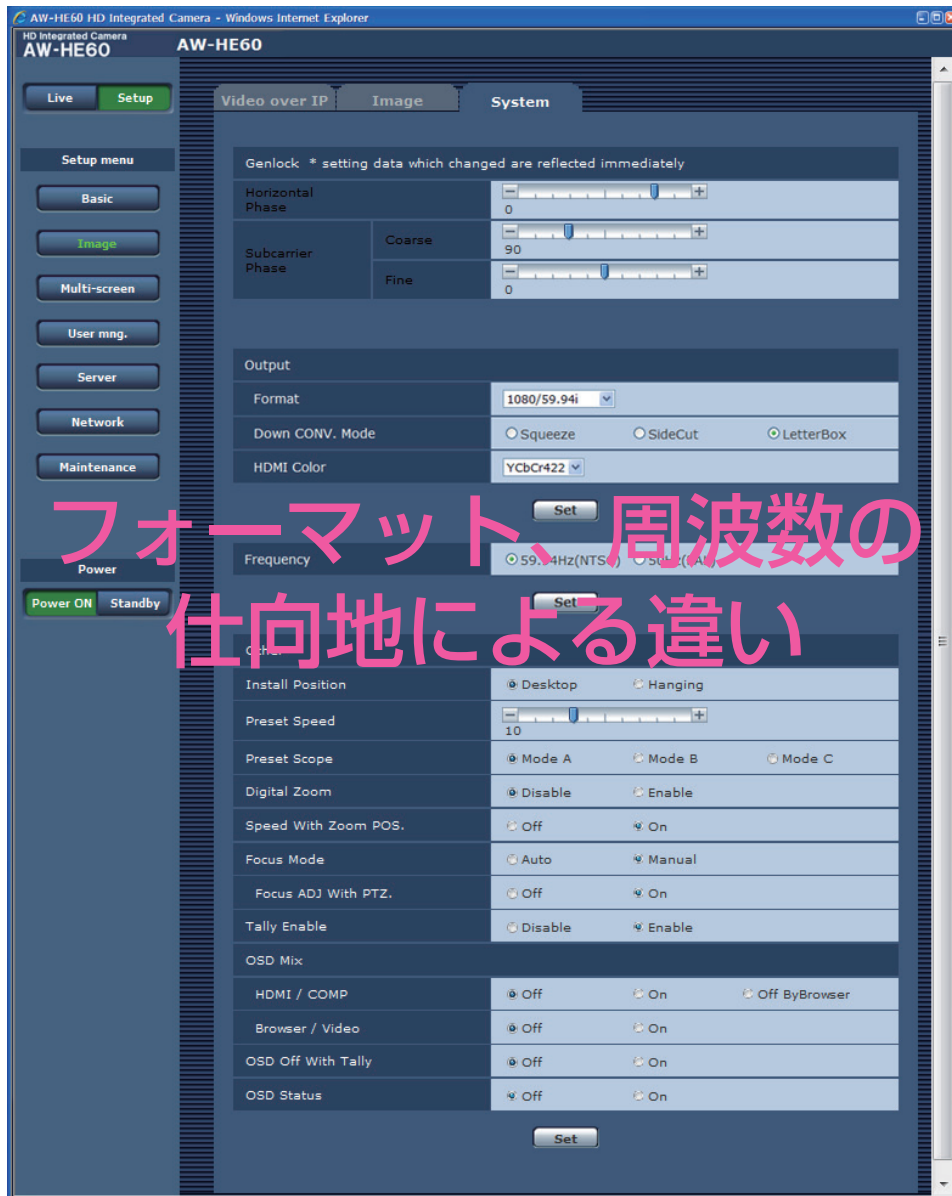 AW-HE60 HD Integrated Camera - Windows Internet Explorer
HD Integrated Camera
AW-HE60
AW-HE60
Live Setup
Video over IP Image System
Setup menu
Basic
Image
Multi-screen
User mng.
Server
Network
Maintenance
Power
Power ON Standby
Genlock * setting data which changed are reflected immediately
Horizontal Phase
0
Subcarrier Phase
Coarse
90
Fine
0
Output
Format 1080/59.94i
Down CONV. Mode Squeeze SideCut LetterBox
HDMI Color YCbCr422
Set
フォーマット、周波数の
仕向地による違い
Frequency
Set
Install Position Desktop Hanging
Preset Speed
10
Preset Scope Mode A Mode B Mode C
Digital Zoom Disable Enable
Speed With Zoom POS. Off On
Focus Mode Auto Manual
Focus ADJ With PTZ. Off On
Tally Enable Disable Enable
OSD Mix
HDMI / COMP Off On Off ByBrowser
Browser / Video Off On
OSD Off With Tally Off On
OSD Status Off On
Set